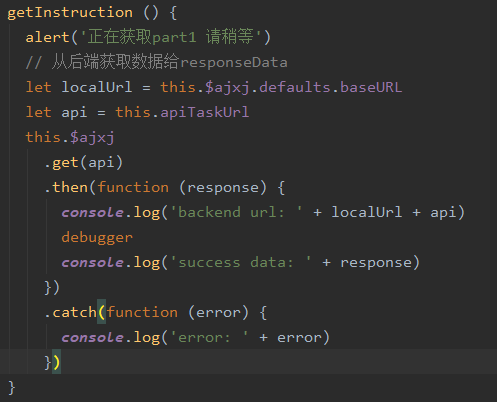 getInstruction () {
alert('正在获取part1 请稍等')
// 从后端获取数据给responseData
let localUrl = this.$ajxj.defaults.baseURL
let api = this.apiTaskUrl
this.$ajxj
.get(api)
.then(function (response) {
console.log('backend url: ' + localUrl + api)
debugger
console.log('success data: ' + response)
})
.catch(function (error) {
console.log('error: ' + error)
})
}